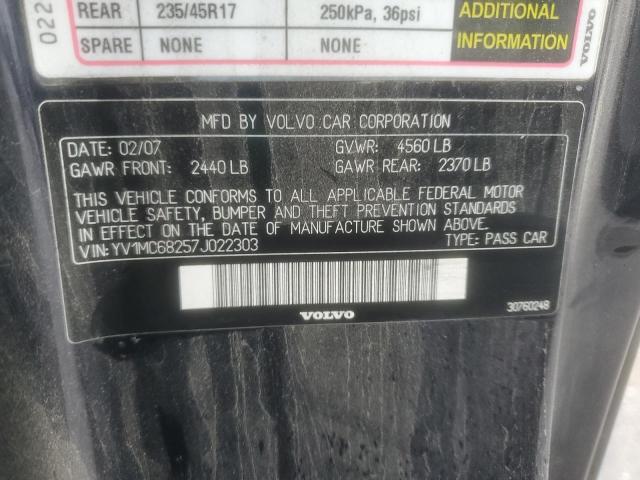 022
REAR 235/45R17 250kPa, 36psi
SPARE NONE NONE
ADDITIONAL
INFORMATION
VOLVO
MFD BY VOLVO CAR CORPORATION
DATE: 02/07 G.V.WR: 4560 LB
GAWR FRONT: 2440 LB GAWR REAR: 2370 LB
THIS VEHICLE CONFORMS TO ALL APPLICABLE FEDERAL MOTOR
VEHICLE SAFETY, BUMPER AND THEFT PREVENTION STANDARDS
IN EFFECT ON THE DATE OF MANUFACTURE SHOWN ABOVE.
VIN: YV1MC68257J022303 TYPE: PASS CAR
VOLVO
30760248